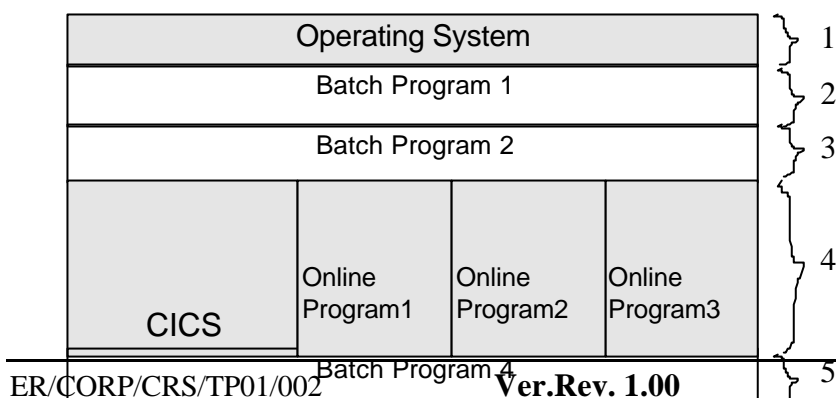 Operating System
1
Batch Program 1
2
Batch Program 2
3
CICS
Online
Program1
Online
Program2
Online
Program3
4
Batch Program 4
5
ER/CORP/CRS/TP01/002
Ver.Rev. 1.00